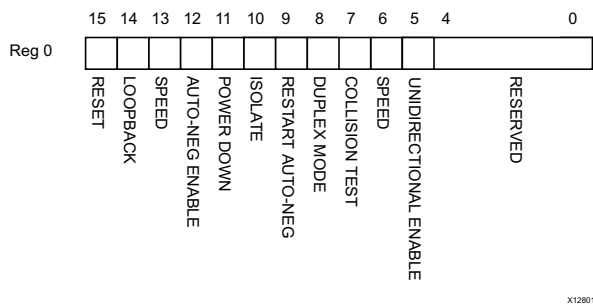 15 14 13 12 11 10 9 8 7 6 5 4 0
Reg 0
RESET
LOOPBACK
SPEED
AUTO-NEG ENABLE
POWER DOWN
ISOLATE
RESTART AUTO-NEG
DUPLEX MODE
COLLISION TEST
SPEED
UNIDIRECTIONAL ENABLE
RESERVED
X12801